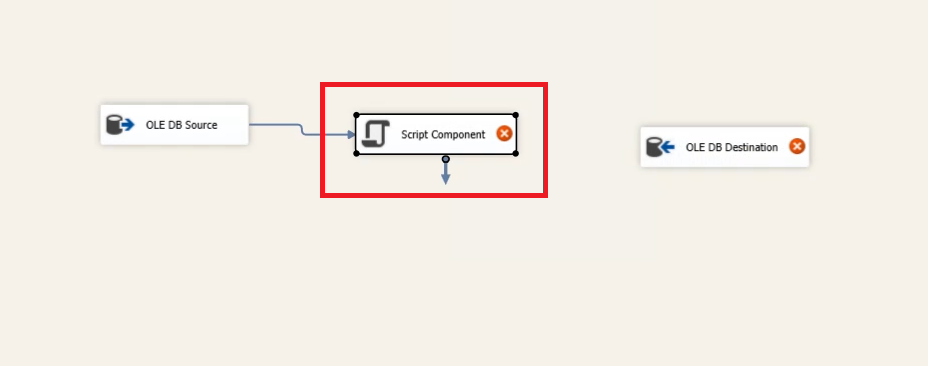 OLE DB Source
Script Component
OLE DB Destination